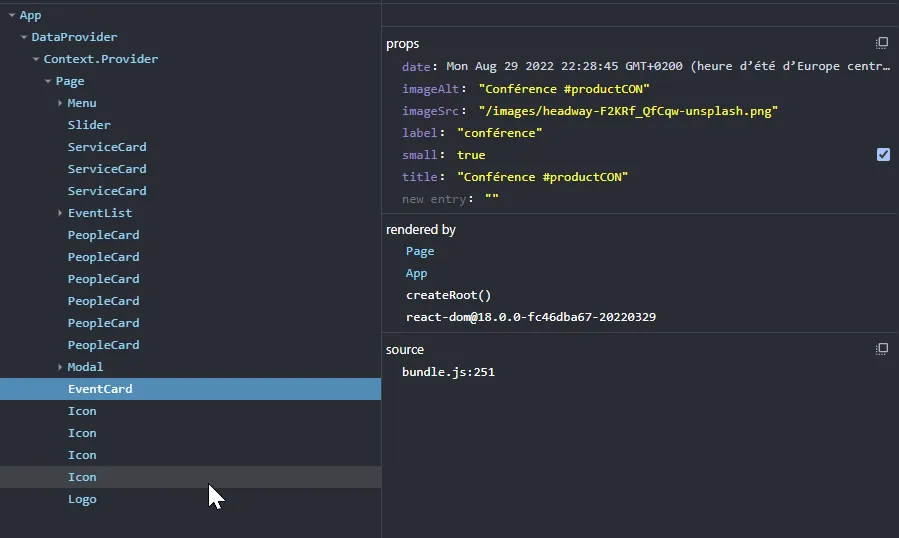 App
DataProvider
Context.Provider
Page
Menu
Slider
ServiceCard
ServiceCard
ServiceCard
EventList
PeopleCard
PeopleCard
PeopleCard
PeopleCard
PeopleCard
PeopleCard
Modal
EventCard
Icon
Icon
Icon
Icon
Logo
props
date: Mon Aug 29 2022 22:28:45 GMT+0200 (heure d’été d’Europe centr…
imageAlt: "Conférence #productCON"
imageSrc: "/images/headway-F2KRf_QfCqw-unsplash.png"
label: "conférence"
small: true
title: "Conférence #productCON"
new entry: ""
rendered by
Page
App
createRoot()
react-dom@18.0.0-fc46dba67-20220329
source
bundle.js:251